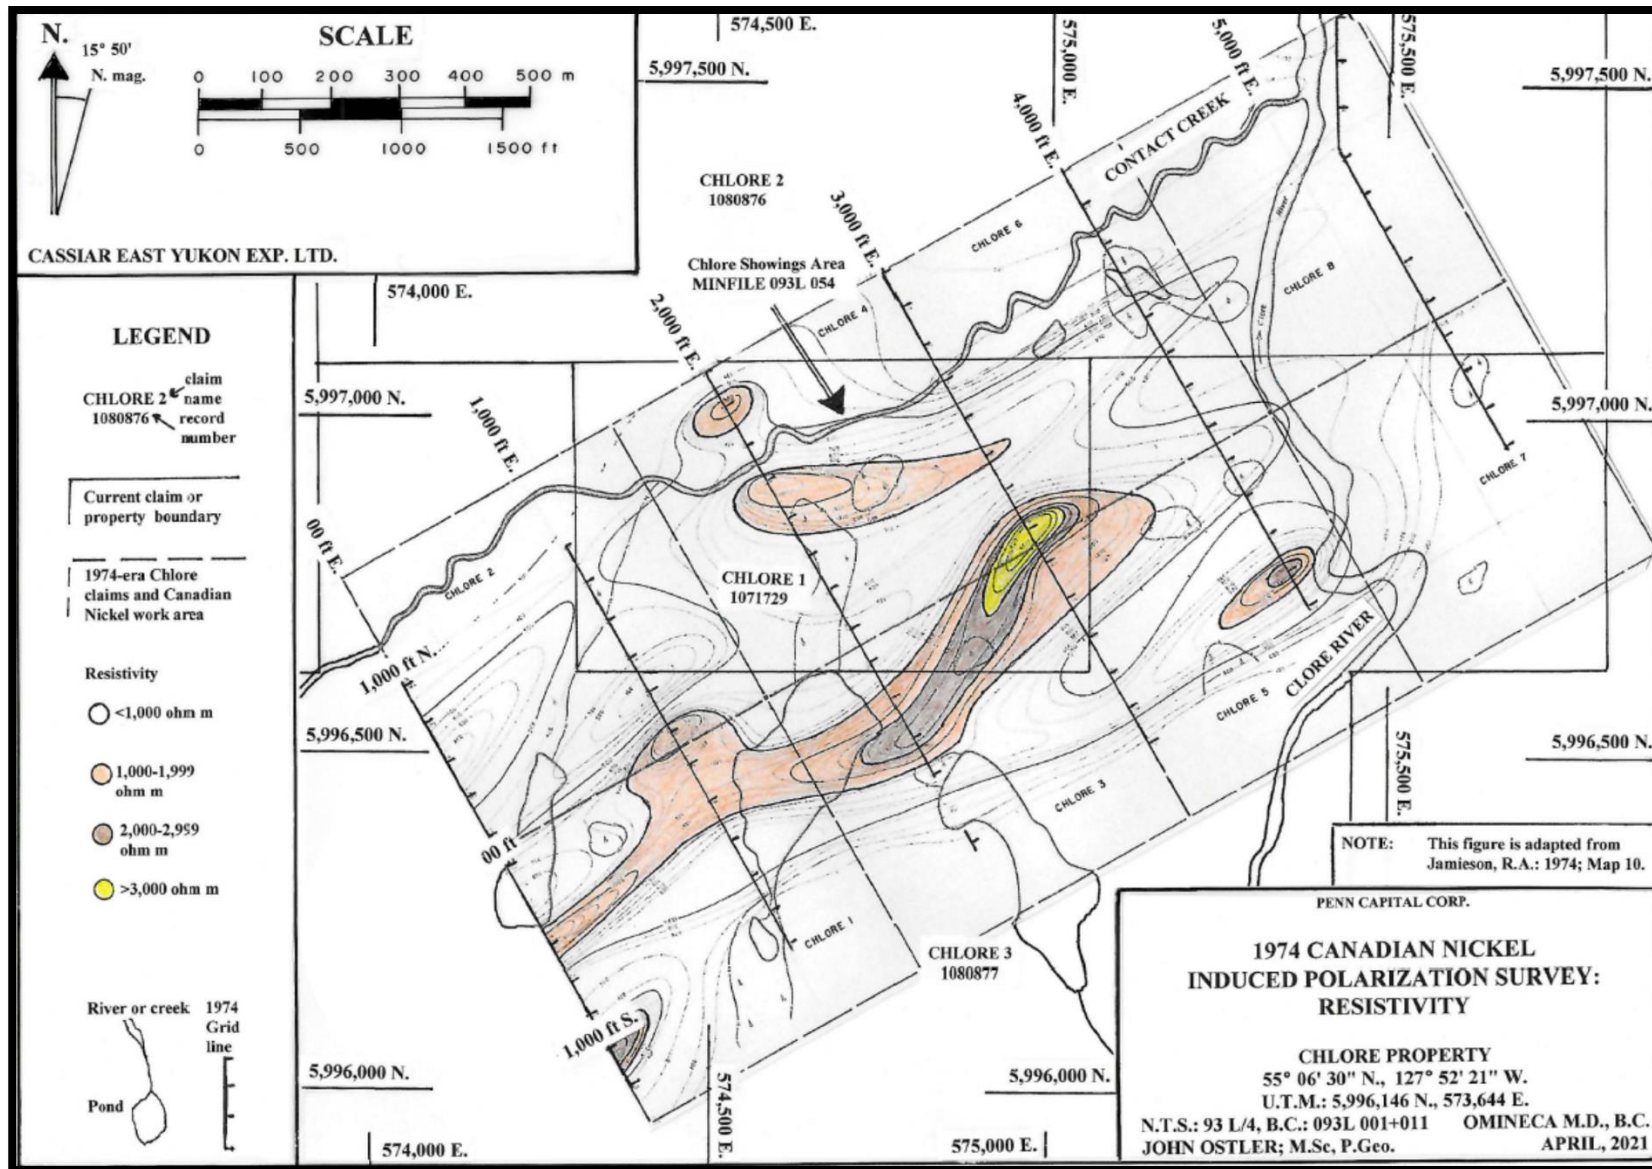 N.
15° 50'
N. mag.
SCALE
0 100 200 300 400 500 m
0 500 1000 1500 ft
CASSIAR EAST YUKON EXP. LTD.
574,500 E.
5,997,500 N.
575,000 E.
5,000 ft E.
575,500 E.
5,997,500 N.
4,000 ft E.
CONTACT CREEK
CHLORE 2
1080876
3,000 ft E.
CHLORE 6
Chlore Showings Area
MINFILE 093L 054
River
Clore
CHLORE 8
574,000 E.
2,000 ft E.
CHLORE 4
LEGEND
CHLORE 2
1080876
claim
name
record
number
5,997,000 N.
5,997,000 N.
1,000 ft E.
CHLORE 7
Current claim or
property boundary
00 ft E.
1974-era Chlore
claims and Canadian
Nickel work area
CHLORE 2
CHLORE 1
1071729
CLORE RIVER
1,000 ft N.
Resistivity
<1,000 ohm m
1,000-1,999
ohm m
2,000-2,999
ohm m
>3,000 ohm m
CHLORE 5
5,996,500 N.
5,996,500 N.
575,500 E.
CHLORE 3
00 ft
NOTE: This figure is adapted from
Jamieson, R.A.: 1974; Map 10.
CHLORE 1
CHLORE 3
1080877
1,000 ft S.
River or creek
1974
Grid
line
Pond
5,996,000 N.
5,996,000 N.
574,500 E.
574,000 E.
575,000 E.
PENN CAPITAL CORP.
1974 CANADIAN NICKEL
INDUCED POLARIZATION SURVEY:
RESISTIVITY
CHLORE PROPERTY
55° 06' 30" N., 127° 52' 21" W.
U.T.M.: 5,996,146 N., 573,644 E.
N.T.S.: 93 L/4, B.C.: 093L 001+011 OMINECA M.D., B.C.
JOHN OSTLER; M.Sc, P.Geo. APRIL, 2021